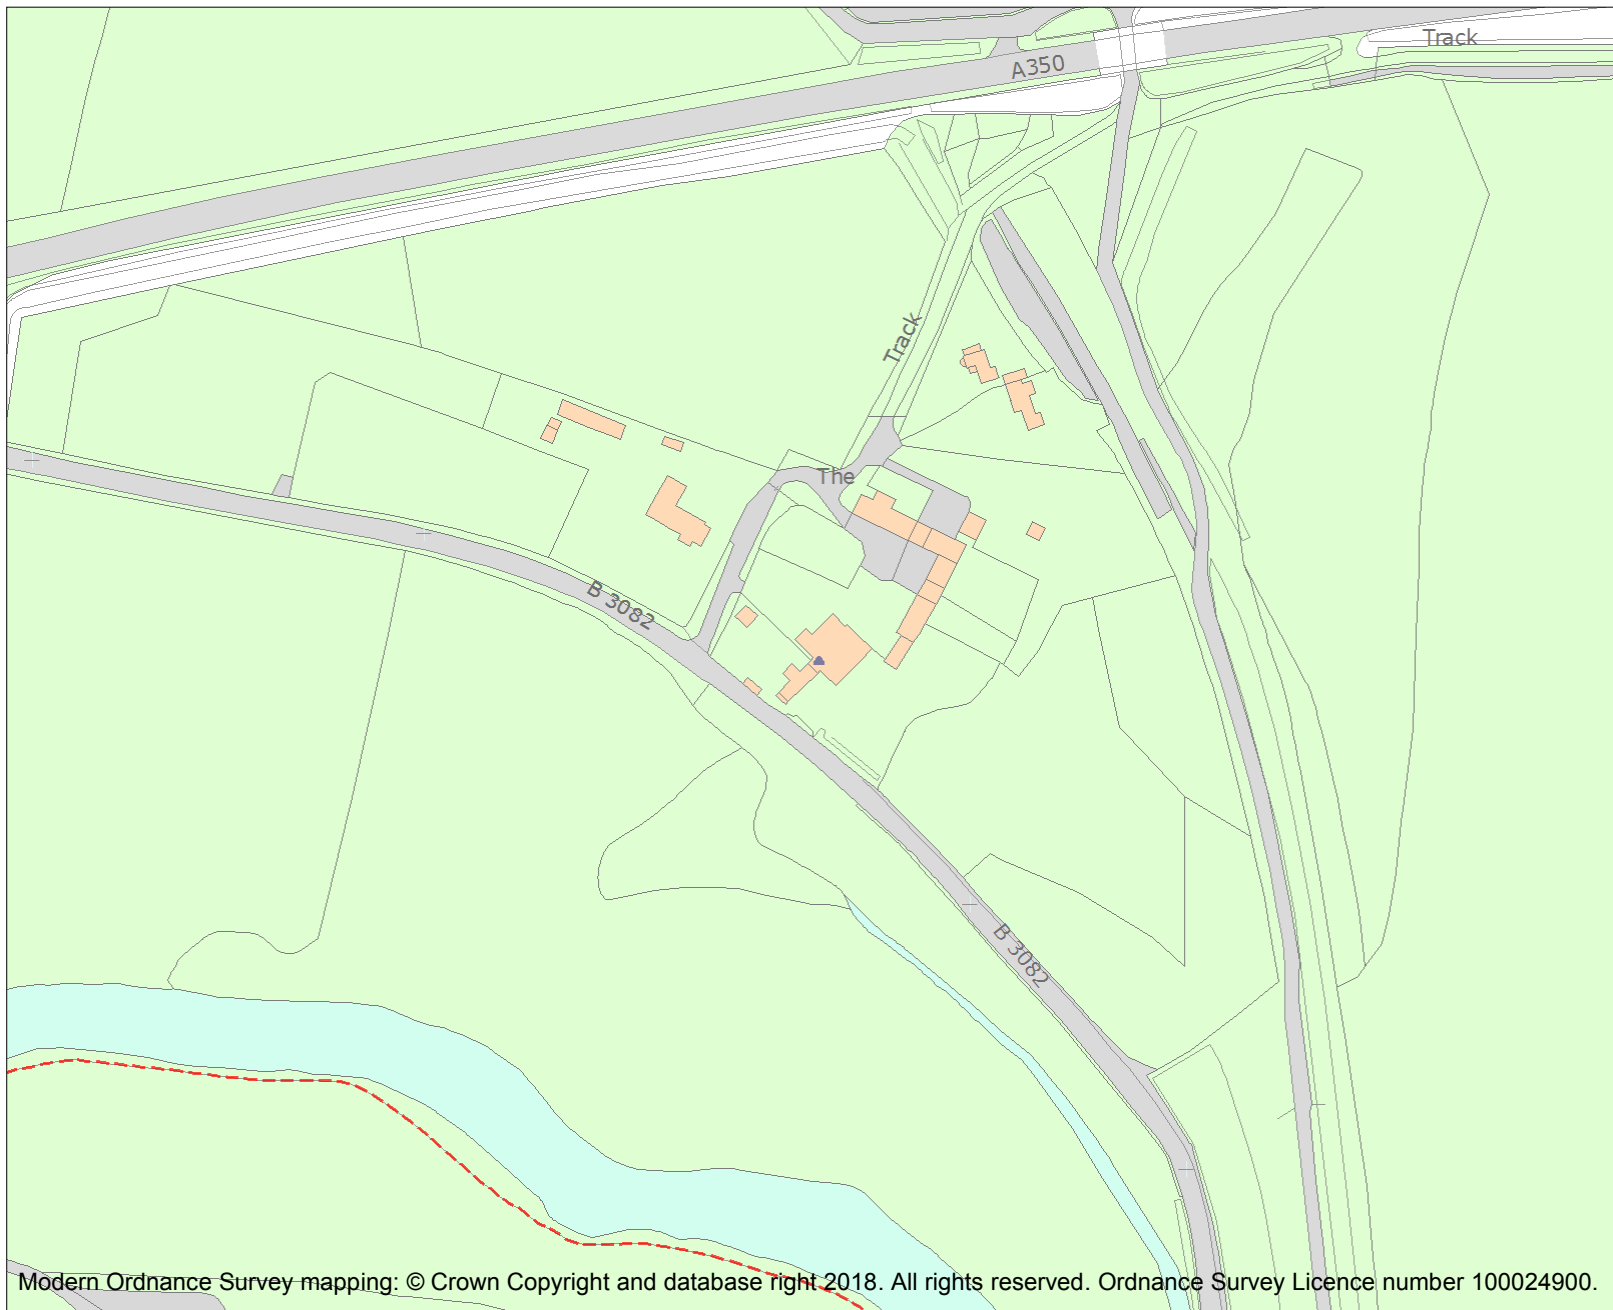 Track
A350
Track
The
B 3082
B 3082
Modern Ordnance Survey mapping: © Crown Copyright and database right 2018. All rights reserved. Ordnance Survey Licence number 100024900.